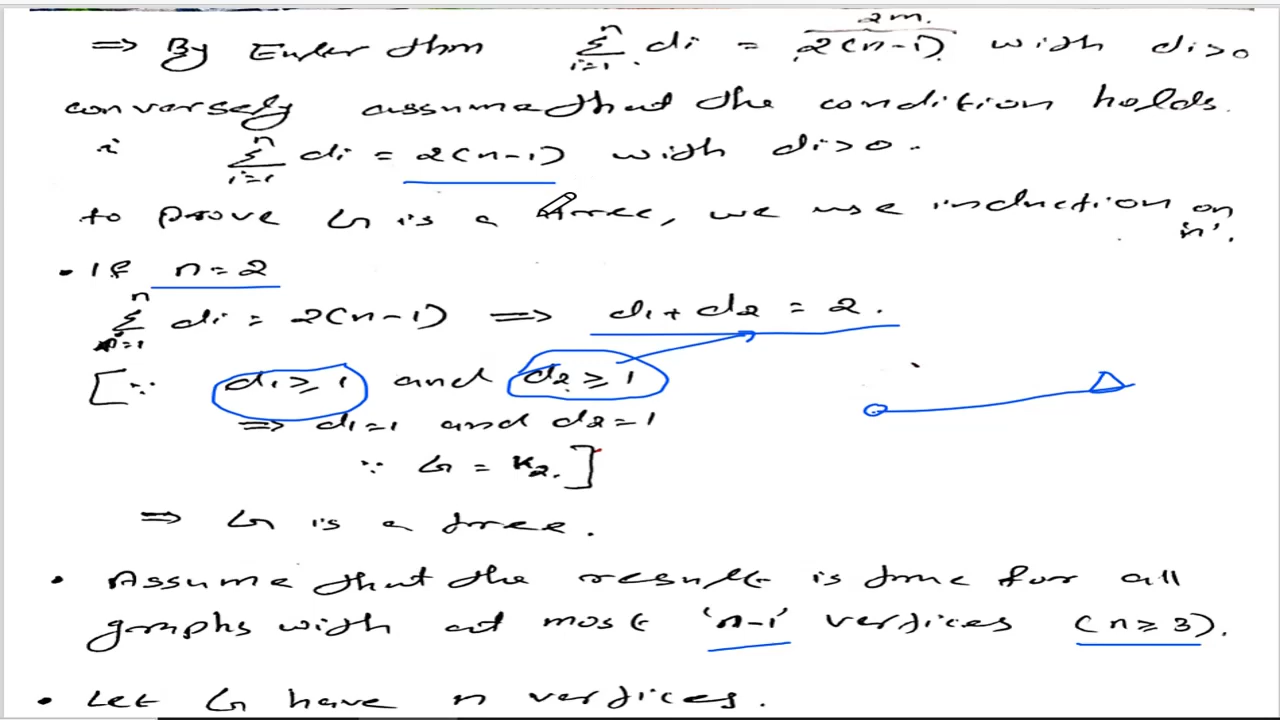 2m.
⇒ By Euler thm n∑i=1 di = 2(n-1) with di>0
conversely assume that the condition holds.
n∑i=1 di = 2(n-1) with di>0.
to prove G is a tree, we use induction on
'n'.
• If n=2
n∑i=1 di = 2(n-1) ⇒ d1+d2 = 2.
[∵ d1≥1 and d2≥1
⇒ d1=1 and d2=1
∵ G = K2.]
⇒ G is a tree.
• Assume that the result is true for all
graphs with at most 'n-1' vertices (n≥3).
• Let G have n vertices.